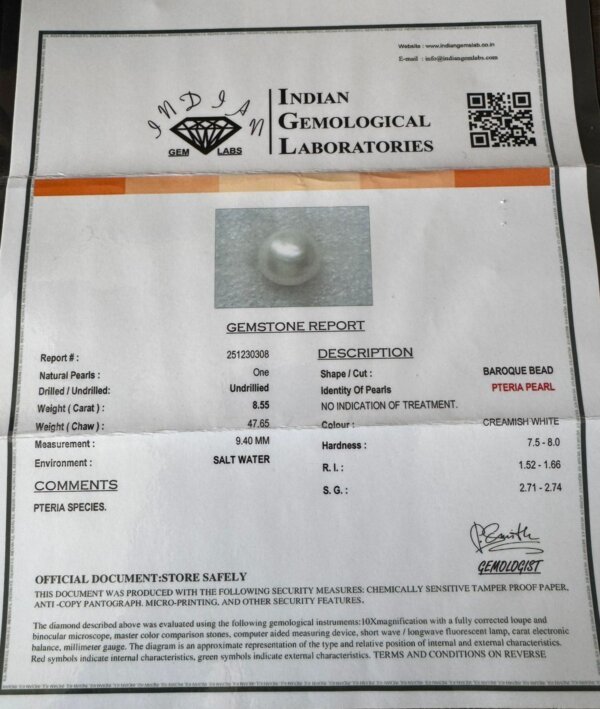 Website : www.indiangemslab.co.in
E-mail : info@indiangemlabs.com
INDIAN
GEM LABS
INDIAN
GEMOLOGICAL
LABORATORIES
GEMSTONE REPORT
Report # : 251230308
Natural Pearls : One
Drilled / Undrilled: Undrillied
Weight ( Carat ) : 8.55
Weight ( Chaw ) : 47.65
Measurement : 9.40 MM
Environment : SALT WATER
COMMENTS
PTERIA SPECIES.
DESCRIPTION
Shape / Cut : BAROQUE BEAD
Identity Of Pearls PTERIA PEARL
NO INDICATION OF TREATMENT.
Colour : CREAMISH WHITE
Hardness : 7.5 - 8.0
R. I. : 1.52 - 1.66
S. G. : 2.71 - 2.74
GEMOLOGIST
OFFICIAL DOCUMENT:STORE SAFELY
THIS DOCUMENT WAS PRODUCED WITH THE FOLLOWING SECURITY MEASURES: CHEMICALLY SENSITIVE TAMPER PROOF PAPER,
ANTI -COPY PANTOGRAPH. MICRO-PRINTING, AND OTHER SECURITY FEATURES.
The diamond described above was evaluated using the following gemological instruments:10Xmagnification with a fully corrected loupe and
binocular microscope, master color comparison stones, computer aided measuring device, short wave / longwave fluorescent lamp, carat electronic
balance, millimeter gauge. The diagram is an approximate representation of the type and relative position of internal and external characteristics.
Red symbols indicate internal characteristics, green symbols indicate external characteristics. TERMS AND CONDITIONS ON REVERSE